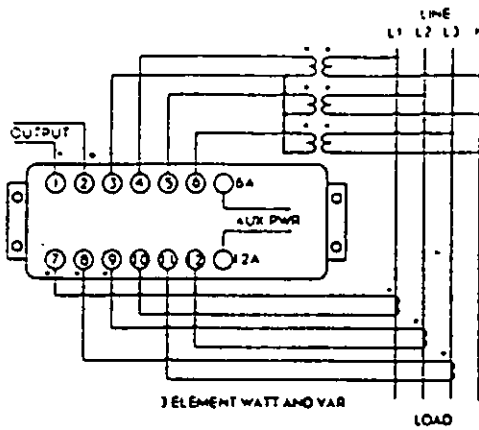 LINE
L1 L2 L3 N
OUTPUT
1 2 3 4 5 6 6A
AUX PWR
7 8 9 10 11 12 12A
3 ELEMENT WATT AND VAR
LOAD